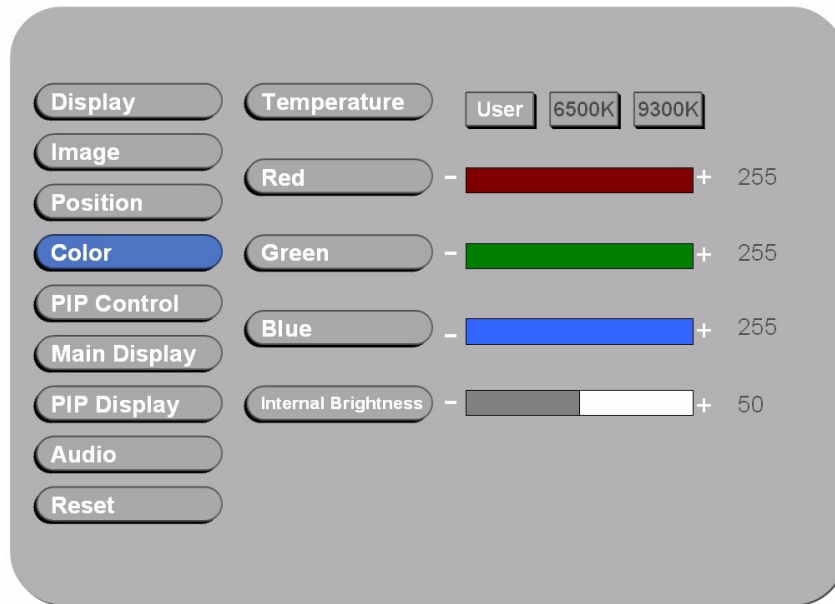 Display
Image
Position
Color
PIP Control
Main Display
PIP Display
Audio
Reset
Temperature User 6500K 9300K
Red - + 255
Green - + 255
Blue - + 255
Internal Brightness - + 50